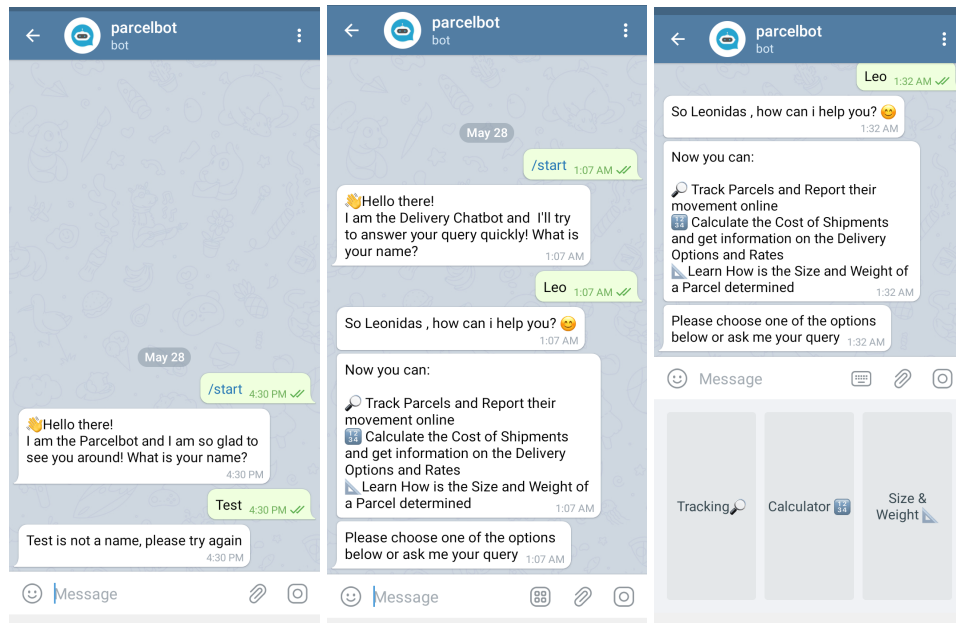 parcelbot
bot
May 28
/start
4:30 PM
👋Hello there!
I am the Parcelbot and I am so glad to
see you around! What is your name?
4:30 PM
Test
4:30 PM
Test is not a name, please try again
4:30 PM
Message
parcelbot
bot
May 28
/start
1:07 AM
👋Hello there!
I am the Delivery Chatbot and I'll try
to answer your query quickly! What is
your name?
1:07 AM
Leo
1:07 AM
So Leonidas , how can i help you? 😊
1:07 AM
Now you can:
🔎 Track Parcels and Report their
movement online
🔢 Calculate the Cost of Shipments
and get information on the Delivery
Options and Rates
📐Learn How is the Size and Weight of
a Parcel determined
1:07 AM
Please choose one of the options
below or ask me your query
1:07 AM
Message
parcelbot
bot
Leo
1:32 AM
So Leonidas , how can i help you? 😊
1:32 AM
Now you can:
🔎 Track Parcels and Report their
movement online
🔢 Calculate the Cost of Shipments
and get information on the Delivery
Options and Rates
📐Learn How is the Size and Weight of
a Parcel determined
1:32 AM
Please choose one of the options
below or ask me your query
1:32 AM
Message
Tracking🔎
Calculator 🔢
Size &
Weight 📐